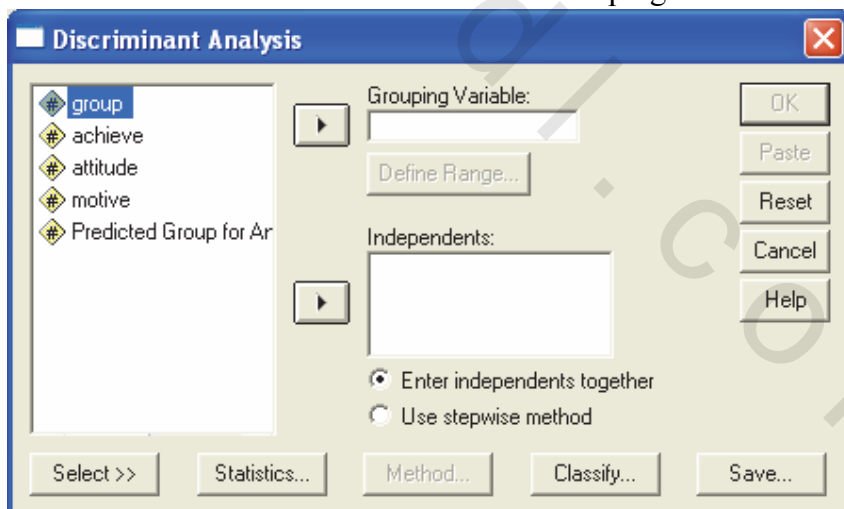 Discriminant Analysis
group
achieve
attitude
motive
Predicted Group for Ar
Grouping Variable:
Define Range...
Independents:
Enter independents together
Use stepwise method
OK
Paste
Reset
Cancel
Help
Select >>
Statistics...
Method...
Classify...
Save...